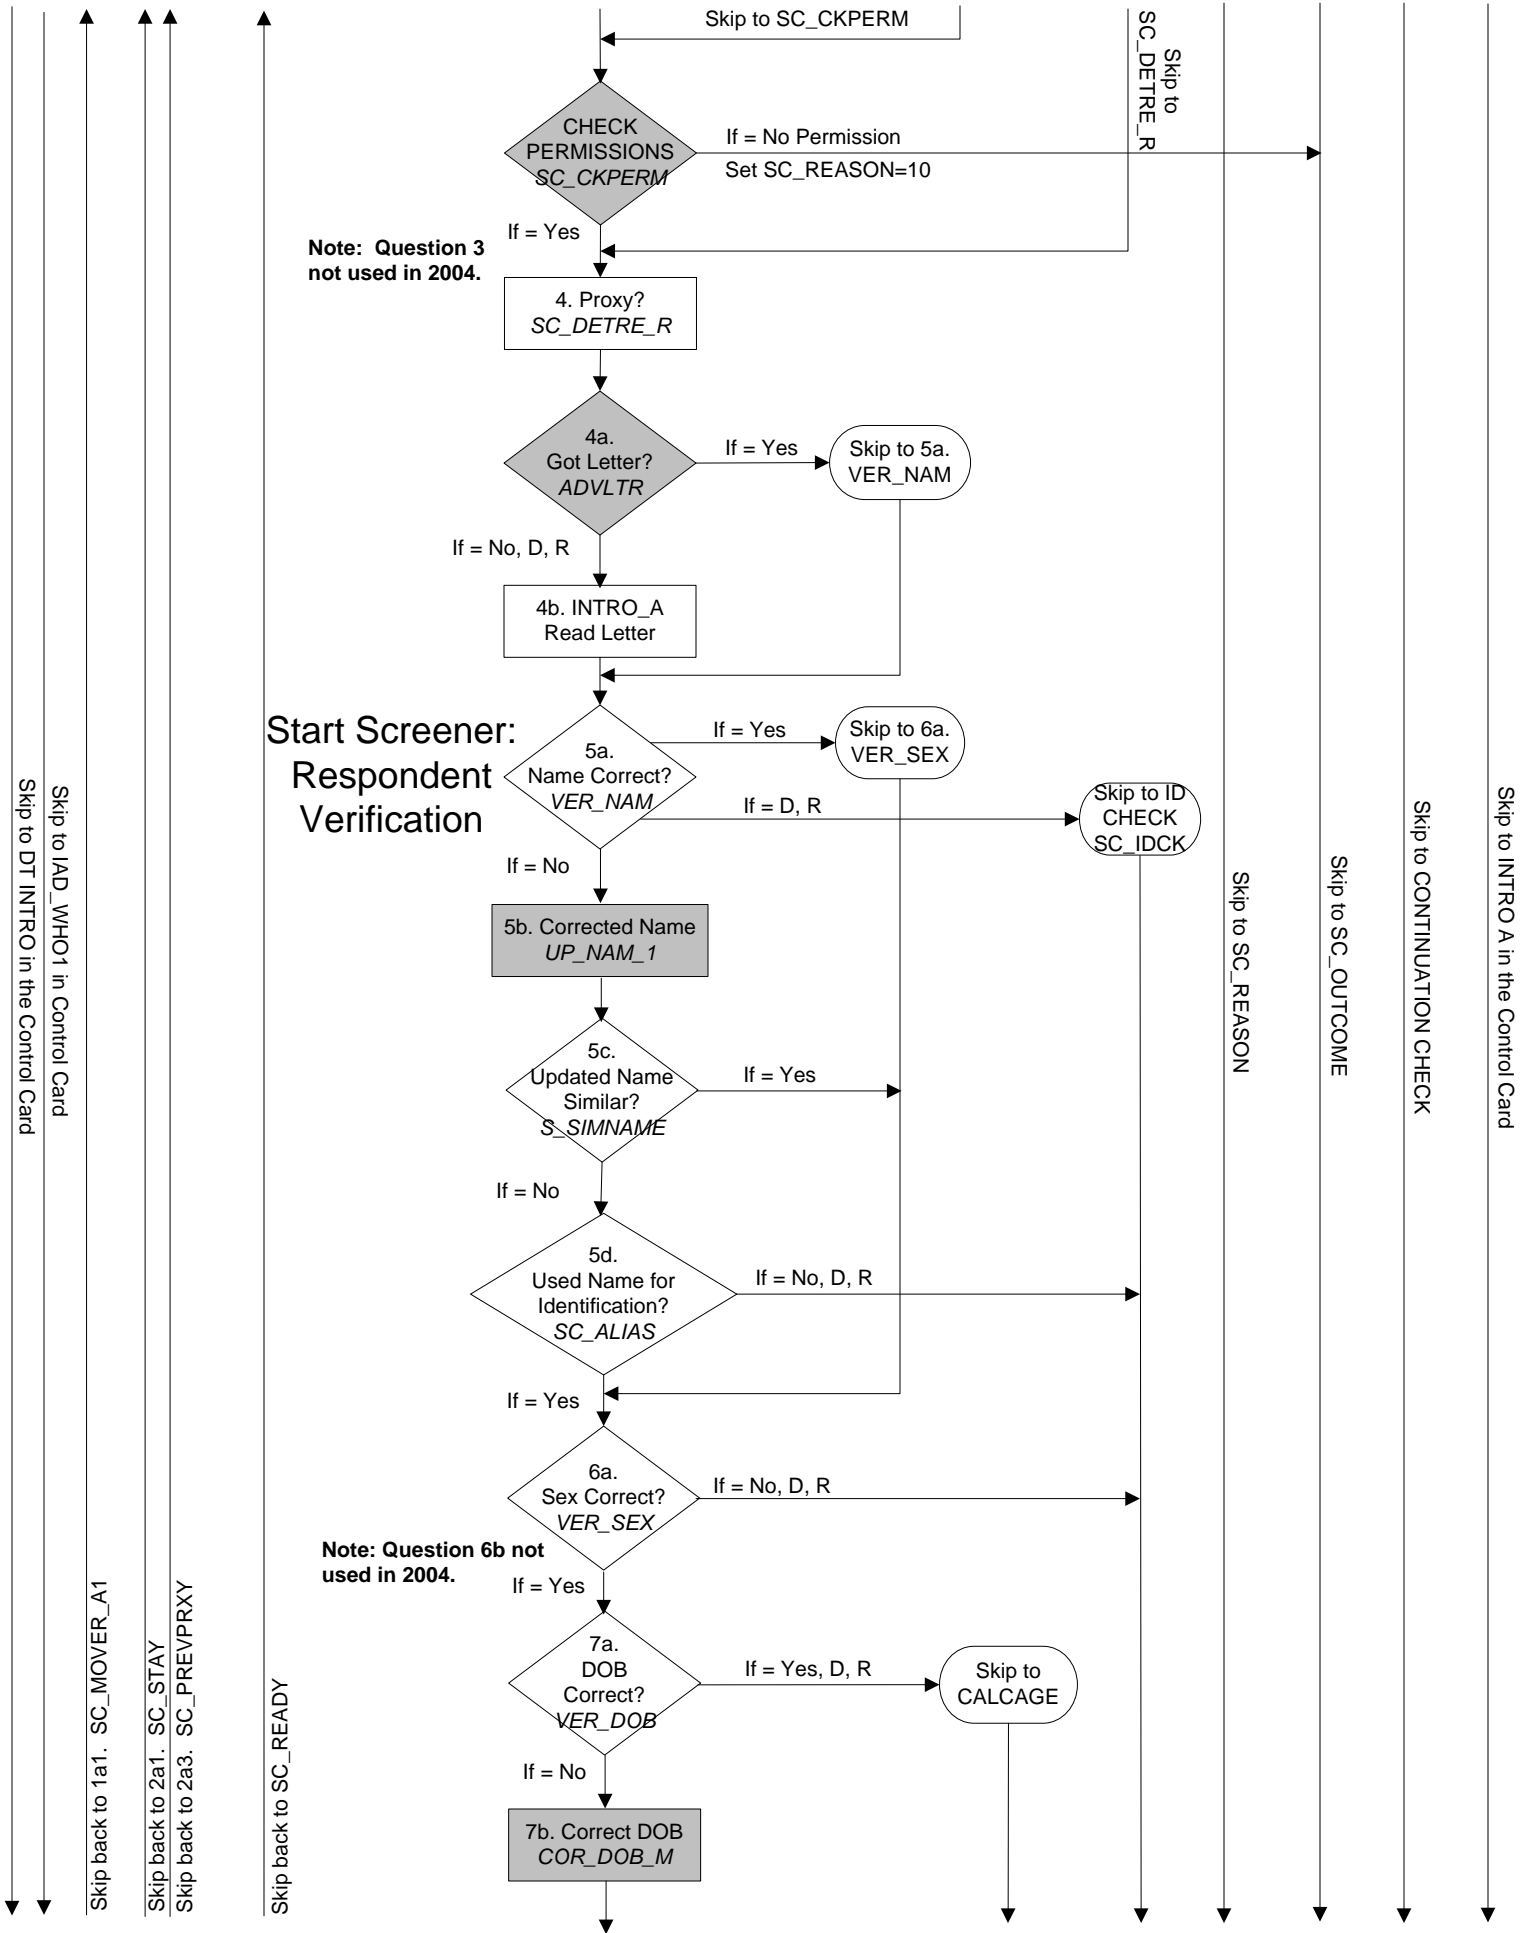 Skip to SC_CKPERM
Skip to
SC_DETRE_R
CHECK
PERMISSIONS
SC_CKPERM
If = No Permission
Set SC_REASON=10
If = Yes
Note: Question 3
not used in 2004.
4. Proxy?
SC_DETRE_R
4a.
Got Letter?
ADVLTR
If = Yes
Skip to 5a.
VER_NAM
If = No, D, R
4b. INTRO_A
Read Letter
Start Screener:
Respondent
Verification
5a.
Name Correct?
VER_NAM
If = Yes
Skip to 6a.
VER_SEX
If = D, R
Skip to ID
CHECK
SC_IDCK
If = No
5b. Corrected Name
UP_NAM_1
5c.
Updated Name
Similar?
S_SIMNAME
If = Yes
If = No
5d.
Used Name for
Identification?
SC_ALIAS
If = No, D, R
If = Yes
6a.
Sex Correct?
VER_SEX
If = No, D, R
Note: Question 6b not
used in 2004.
If = Yes
7a.
DOB
Correct?
VER_DOB
If = Yes, D, R
Skip to
CALCAGE
If = No
7b. Correct DOB
COR_DOB_M
Skip to DT INTRO in the Control Card
Skip to IAD_WHO1 in Control Card
Skip back to 1a1. SC_MOVER_A1
Skip back to 2a1. SC_STAY
Skip back to 2a3. SC_PREVPRXY
Skip back to SC_READY
Skip to SC_REASON
Skip to SC_OUTCOME
Skip to CONTINUATION CHECK
Skip to INTRO A in the Control Card